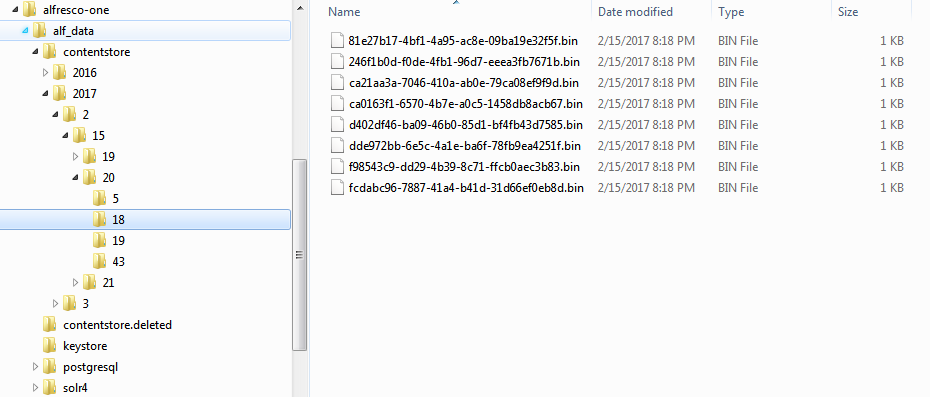 alfresco-one
alf_data
contentstore
2016
2017
2
15
19
20
5
18
19
43
21
3
contentstore.deleted
keystore
postgresql
solr4
Name Date modified Type Size
81e27b17-4bf1-4a95-ac8e-09ba19e32f5f.bin 2/15/2017 8:18 PM BIN File 1 KB
246f1b0d-f0de-4fb1-96d7-eeea3fb7671b.bin 2/15/2017 8:18 PM BIN File 1 KB
ca21aa3a-7046-410a-ab0e-79ca08ef9f9d.bin 2/15/2017 8:18 PM BIN File 1 KB
ca0163f1-6570-4b7e-a0c5-1458db8acb67.bin 2/15/2017 8:18 PM BIN File 1 KB
d402df46-ba09-46b0-85d1-bf4fb43d7585.bin 2/15/2017 8:18 PM BIN File 1 KB
dde972bb-6e5c-4a1e-ba6f-78fb9ea4251f.bin 2/15/2017 8:18 PM BIN File 1 KB
f98543c9-dd29-4b39-8c71-ffcb0aec3b83.bin 2/15/2017 8:18 PM BIN File 1 KB
fcdabc96-7887-41a4-b41d-31d66ef0eb8d.bin 2/15/2017 8:18 PM BIN File 1 KB